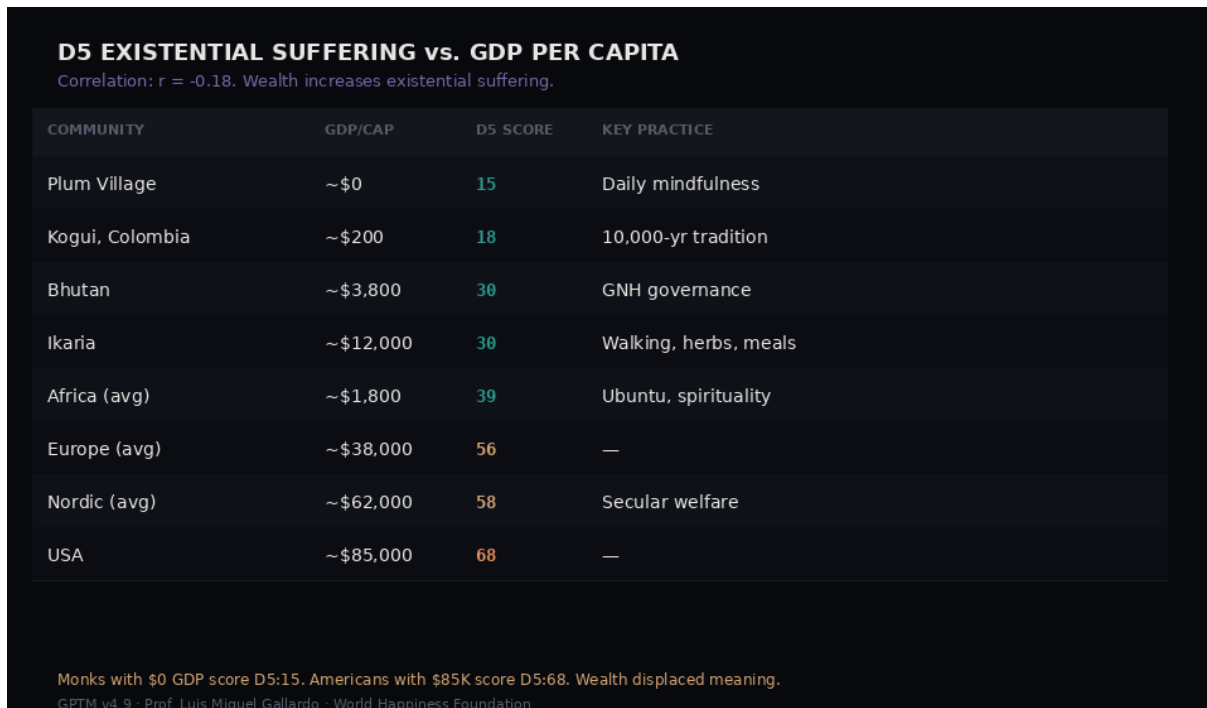 D5 EXISTENTIAL SUFFERING vs. GDP PER CAPITA
Correlation: r = -0.18. Wealth increases existential suffering.
COMMUNITY GDP/CAP D5 SCORE KEY PRACTICE
Plum Village ~$0 15 Daily mindfulness
Kogui, Colombia ~$200 18 10,000-yr tradition
Bhutan ~$3,800 30 GNH governance
Ikaria ~$12,000 30 Walking, herbs, meals
Africa (avg) ~$1,800 39 Ubuntu, spirituality
Europe (avg) ~$38,000 56 —
Nordic (avg) ~$62,000 58 Secular welfare
USA ~$85,000 68 —
Monks with $0 GDP score D5:15. Americans with $85K score D5:68. Wealth displaced meaning.
GPTM v4.9 · Prof. Luis Miguel Gallardo · World Happiness Foundation